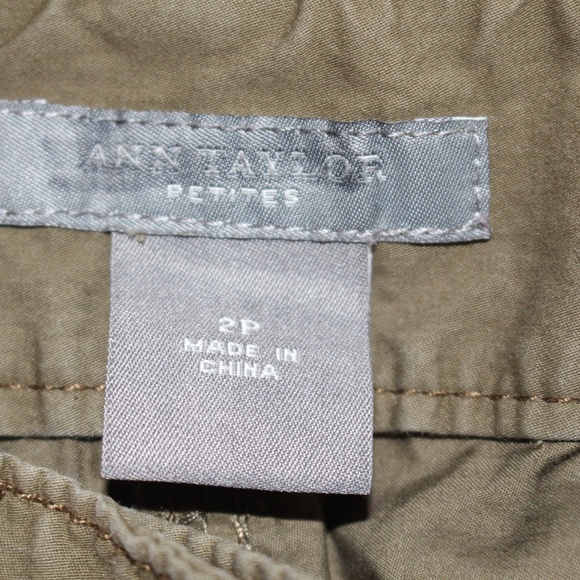 ANN TAYLOR
PETITES
2P
MADE IN
CHINA